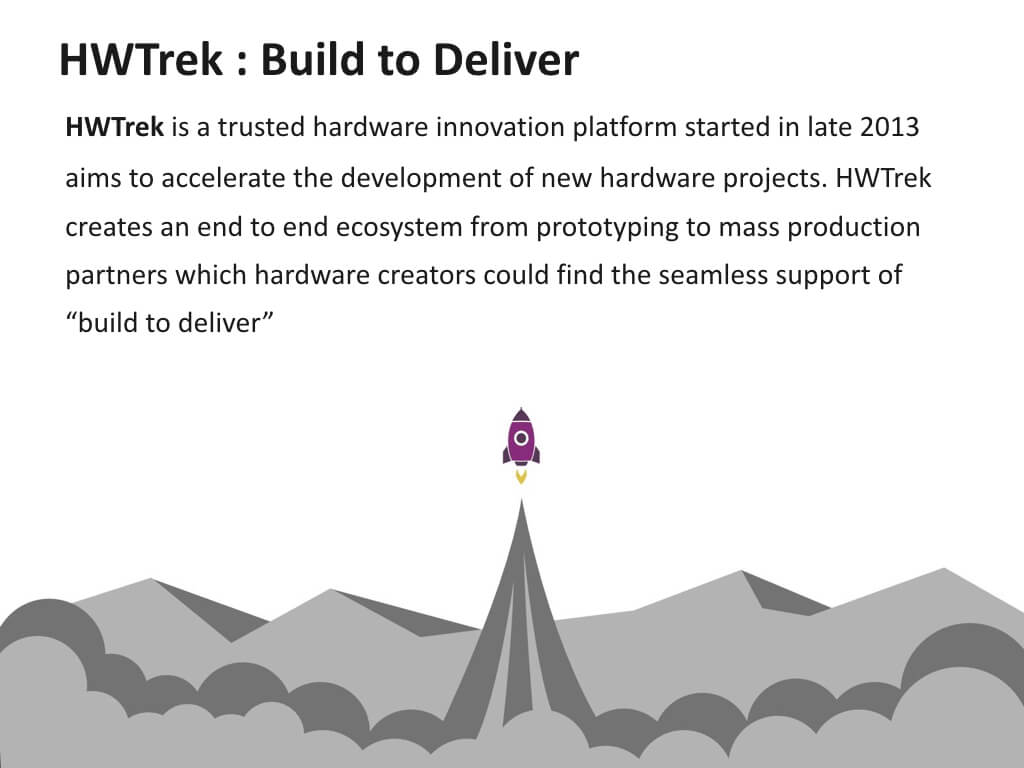 HWTrek : Build to Deliver
HWTrek is a trusted hardware innovation platform started in late 2013
aims to accelerate the development of new hardware projects. HWTrek
creates an end to end ecosystem from prototyping to mass production
partners which hardware creators could find the seamless support of
“build to deliver”